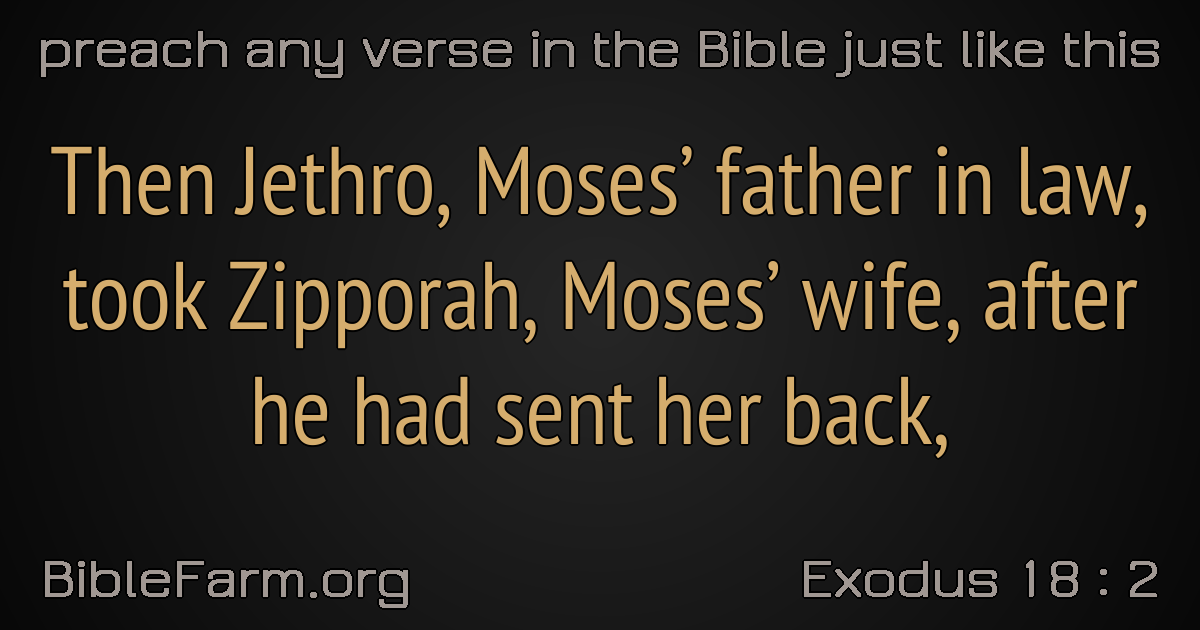 preach any verse in the Bible just like this
Then Jethro, Moses’ father in law,
took Zipporah, Moses’ wife, after
he had sent her back,
BibleFarm.org
Exodus 18 : 2